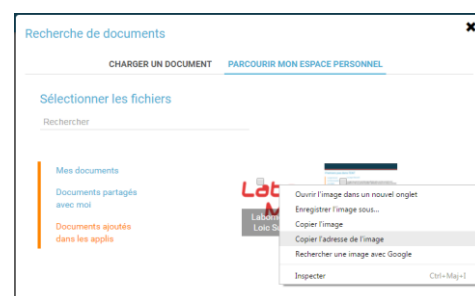 Recherche de documents
CHARGER UN DOCUMENT PARCOURIR MON ESPACE PERSONNEL
Sélectionner les fichiers
Rechercher
Mes documents
Documents partagés
avec moi
Documents ajoutés
dans les applis
Ouvrir l'image dans un nouvel onglet
Enregistrer l'image sous...
Copier l'image
Copier l'adresse de l'image
Rechercher une image avec Google
Inspecter Ctrl+Maj+I